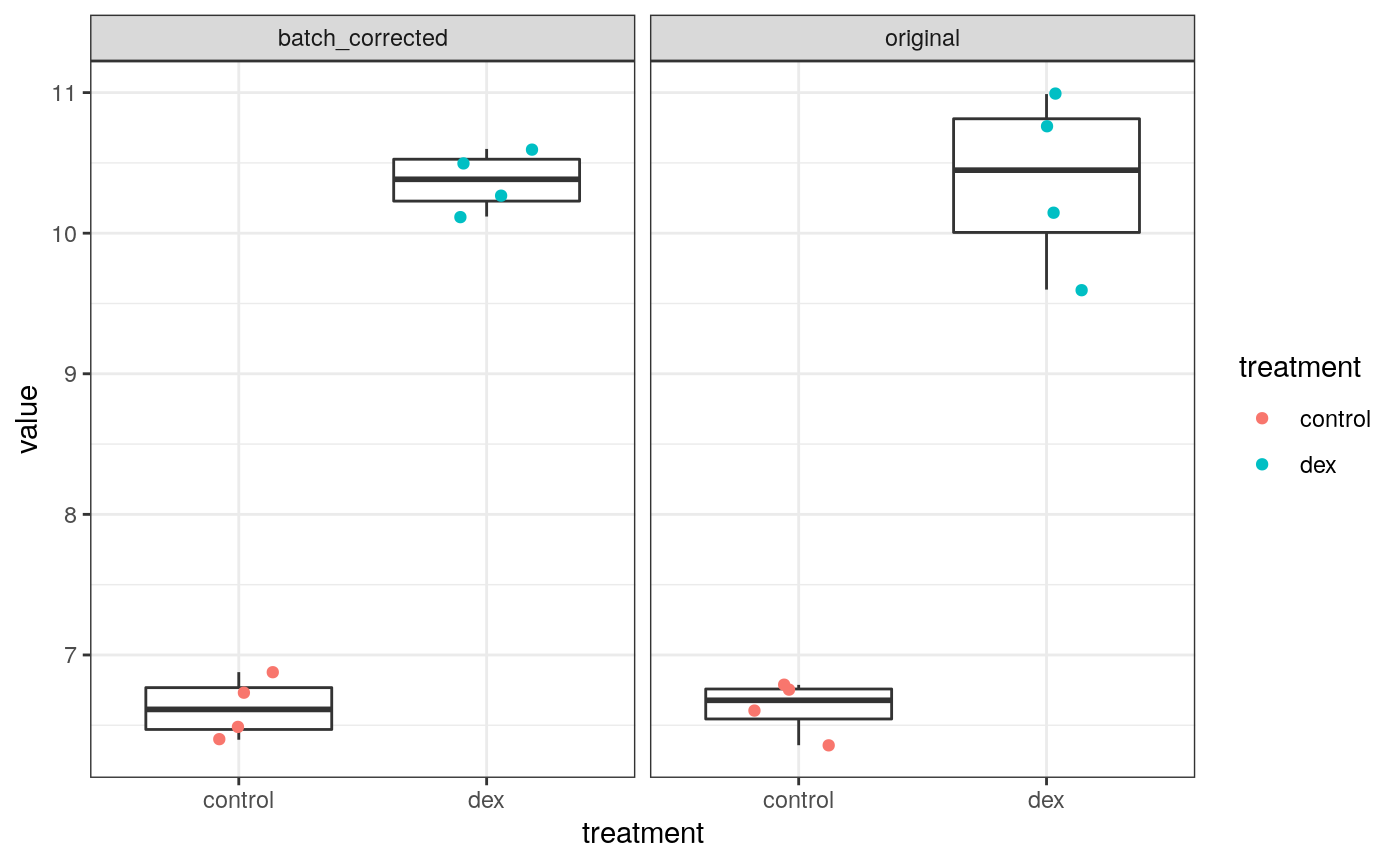 batch_corrected
original
11
10
9
8
7
value
control
dex
control
dex
treatment
treatment
control
dex